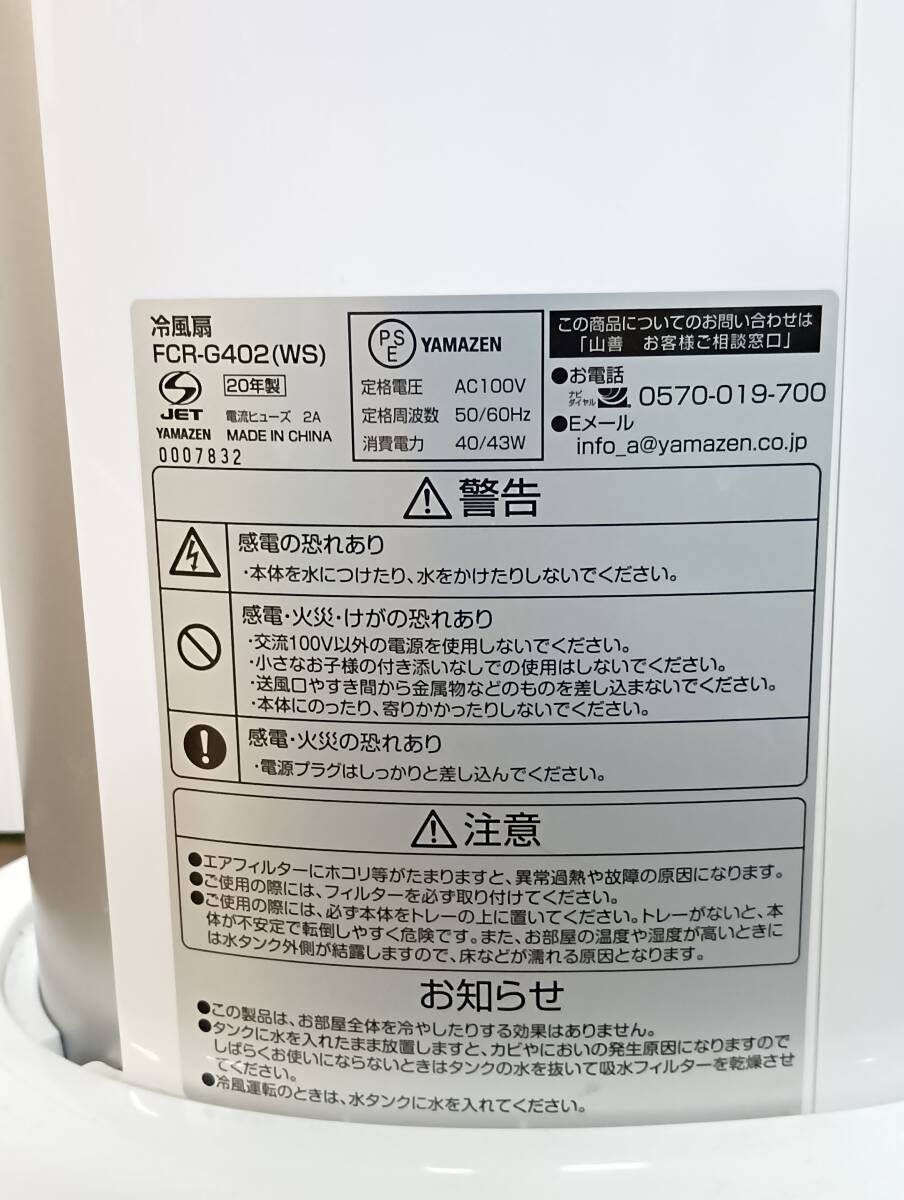 冷風扇
FCR-G402(WS)
JET
20年製
電流ヒューズ 2A
YAMAZEN MADE IN CHINA
0007832
PSE YAMAZEN
定格電圧 AC100V
定格周波数 50/60Hz
消費電力 40/43W
この商品についてのお問い合わせは
「山善 お客様ご相談窓口」
●お電話
ナビダイヤル 0570-019-700
●Eメール
info_a@yamazen.co.jp
警告
感電の恐れあり
・本体を水につけたり、水をかけたりしないでください。
感電・火災・けがの恐れあり
・交流100V以外の電源を使用しないでください。
・小さなお子様の付き添いなしでの使用はしないでください。
・送風口やすき間から金属物などのものを差し込まないでください。
・本体にのったり、寄りかかったりしないでください。
感電・火災の恐れあり
・電源プラグはしっかりと差し込んでください。
注意
●エアフィルターにホコリ等がたまりますと、異常過熱や故障の原因になります。
●ご使用の際には、フィルターを必ず取り付けてください。
●ご使用の際には、必ず本体をトレーの上に置いてください。トレーがないと、本
体が不安定で転倒しやすく危険です。また、お部屋の温度や湿度が高いときに
は水タンク外側が結露しますので、床などが濡れる原因となります。
お知らせ
●この製品は、お部屋全体を冷やしたりする効果はありません。
●タンクに水を入れたまま放置しますと、カビやにおいの発生原因になりますので
しばらくお使いにならないときはタンクの水を抜いて吸水フィルターを乾燥させ
てください。
●冷風運転のときは、水タンクに水を入れてください。